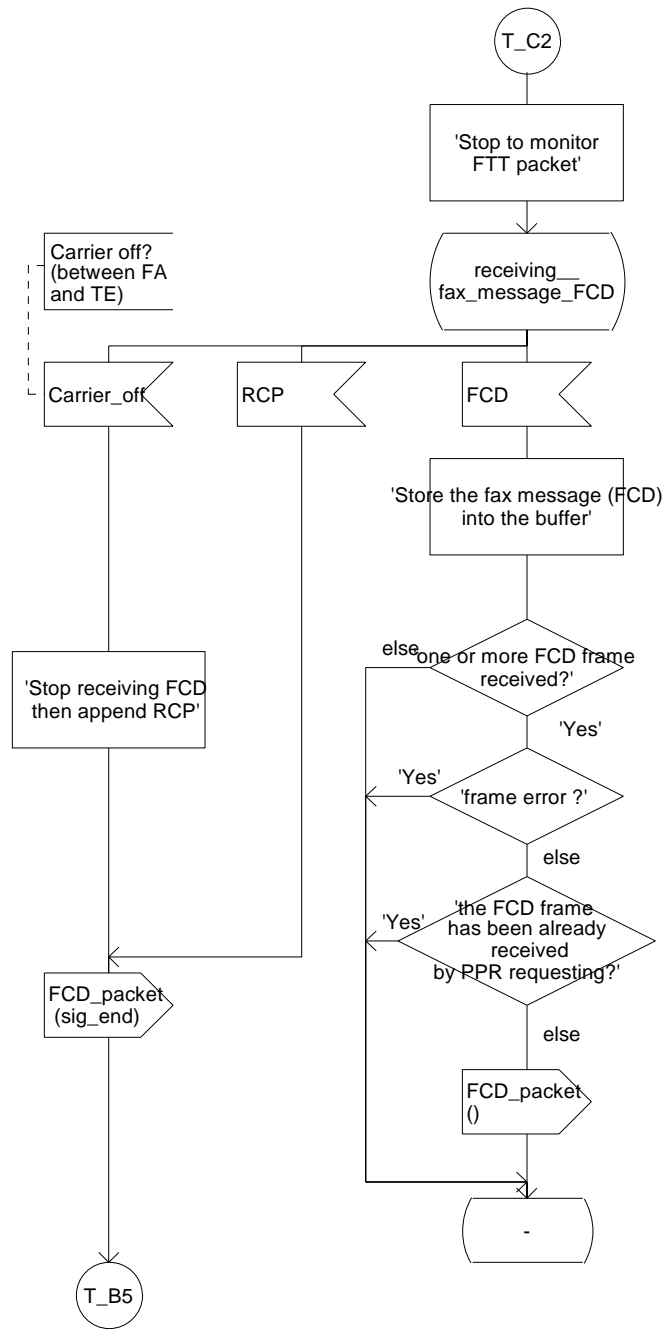 T_C2
'Stop to monitor
FTT packet'
Carrier off?
(between FA
and TE)
receiving__
fax_message_FCD
Carrier_off
RCP
FCD
'Store the fax message (FCD)
into the buffer'
else
'one or more FCD frame
received?'
'Yes'
'Stop receiving FCD
then append RCP'
'Yes'
'frame error ?'
else
'Yes'
'the FCD frame
has been already
received
by PPR requesting?'
else
FCD_packet
(sig_end)
FCD_packet
()
-
T_B5